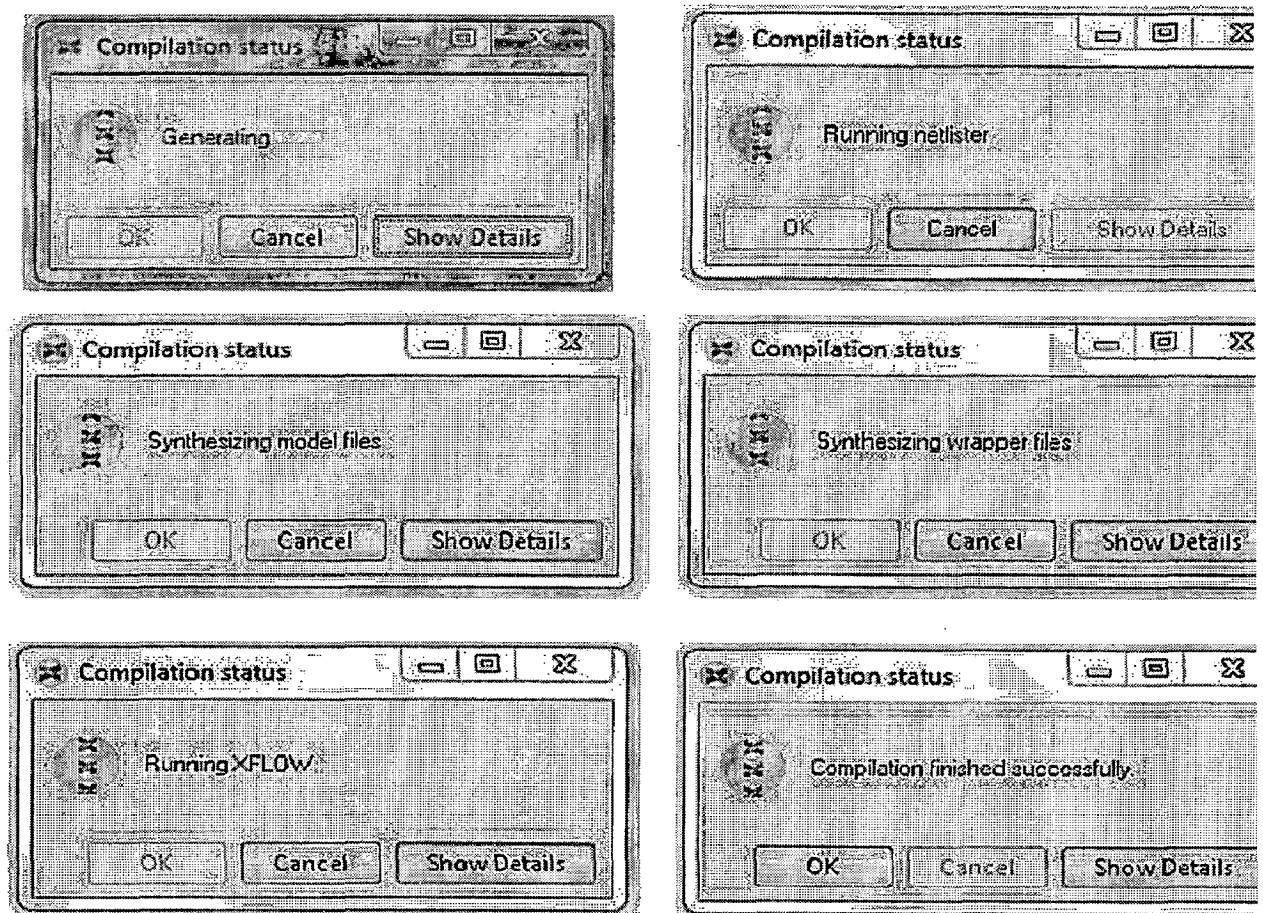 Compilation status
Generating
OK Cancel Show Details
Compilation status
Running netlister
OK Cancel Show Details
Compilation status
Synthesizing model files
OK Cancel Show Details
Compilation status
Synthesizing wrapper files
OK Cancel Show Details
Compilation status
Running XFLOW
OK Cancel Show Details
Compilation status
Compilation finished successfully.
OK Cancel Show Details